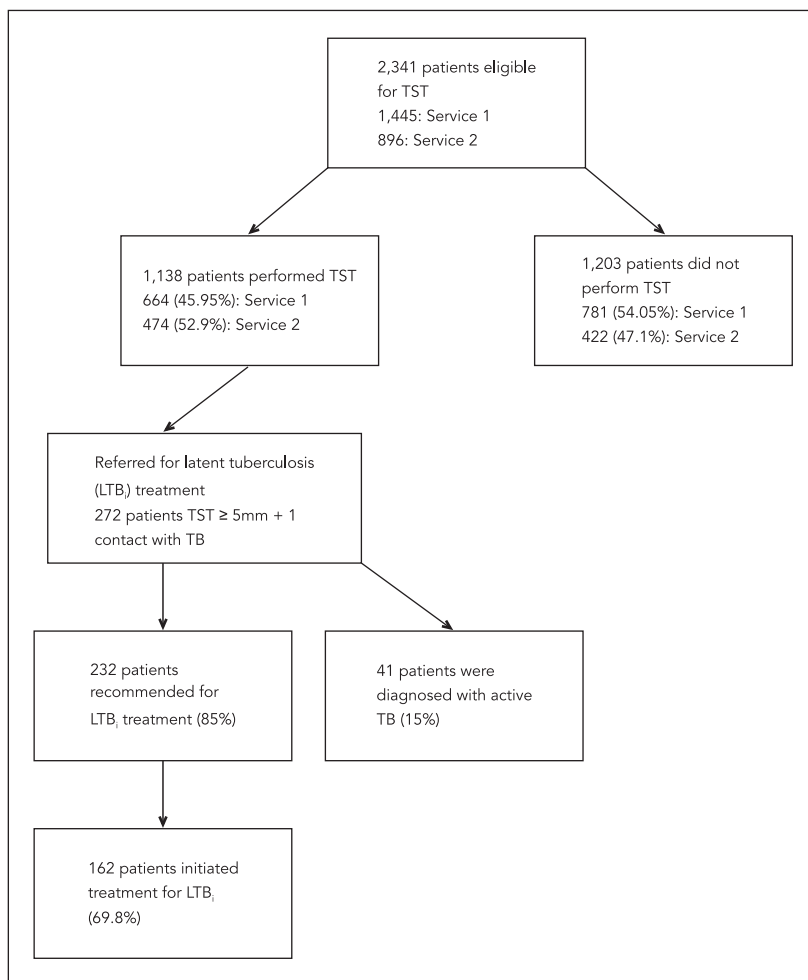 2,341 patients eligible
for TST
1,445: Service 1
896: Service 2
1,138 patients performed TST
664 (45.95%): Service 1
474 (52.9%): Service 2
1,203 patients did not
perform TST
781 (54.05%): Service 1
422 (47.1%): Service 2
Referred for latent tuberculosis
(LTBᵢ) treatment
272 patients TST ≥ 5mm + 1
contact with TB
232 patients
recommended for
LTBᵢ treatment (85%)
41 patients were
diagnosed with active
TB (15%)
162 patients initiated
treatment for LTBᵢ
(69.8%)